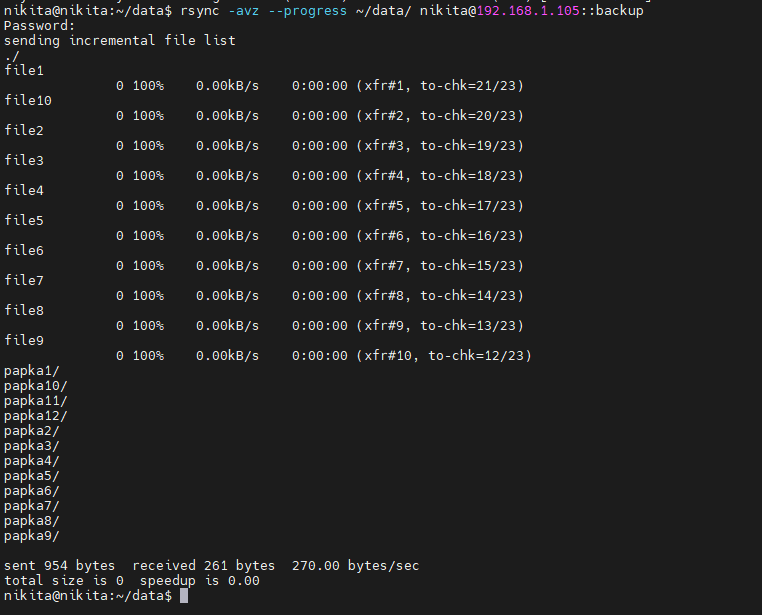 nikita@nikita:~/data$ rsync -avz --progress ~/data/ nikita@192.168.1.105::backup
Password:
sending incremental file list
./
file1
              0 100%    0.00kB/s    0:00:00 (xfr#1, to-chk=21/23)
file10
              0 100%    0.00kB/s    0:00:00 (xfr#2, to-chk=20/23)
file2
              0 100%    0.00kB/s    0:00:00 (xfr#3, to-chk=19/23)
file3
              0 100%    0.00kB/s    0:00:00 (xfr#4, to-chk=18/23)
file4
              0 100%    0.00kB/s    0:00:00 (xfr#5, to-chk=17/23)
file5
              0 100%    0.00kB/s    0:00:00 (xfr#6, to-chk=16/23)
file6
              0 100%    0.00kB/s    0:00:00 (xfr#7, to-chk=15/23)
file7
              0 100%    0.00kB/s    0:00:00 (xfr#8, to-chk=14/23)
file8
              0 100%    0.00kB/s    0:00:00 (xfr#9, to-chk=13/23)
file9
              0 100%    0.00kB/s    0:00:00 (xfr#10, to-chk=12/23)
papka1/
papka10/
papka11/
papka12/
papka2/
papka3/
papka4/
papka5/
papka6/
papka7/
papka8/
papka9/

sent 954 bytes  received 261 bytes  270.00 bytes/sec
total size is 0  speedup is 0.00
nikita@nikita:~/data$